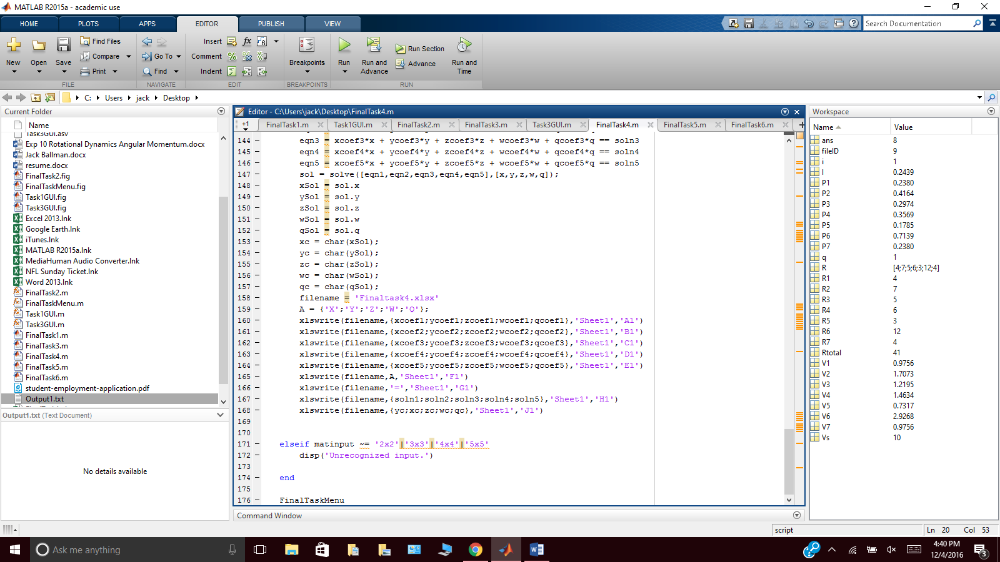 MATLAB R2015a - academic use
HOME
PLOTS
APPS
EDITOR
PUBLISH
VIEW
Search Documentation
New
Open
Save
Find Files
Compare
Print
FILE
Go To
Find
NAVIGATE
Insert
fx
Comment
Indent
EDIT
Breakpoints
BREAKPOINTS
Run
Run and Advance
Run Section
Advance
Run and Time
RUN
C:
Users
jack
Desktop
Current Folder
Name
Task3GUI.asv
Exp 10 Rotational Dynamics Angular Momentum.docx
Jack Ballman.docx
resume.docx
FinalTask2.fig
FinalTaskMenu.fig
Task1GUI.fig
Task3GUI.fig
Excel 2013.lnk
Google Earth.lnk
iTunes.lnk
MATLAB R2015a.lnk
MediaHuman Audio Converter.lnk
NFL Sunday Ticket.lnk
Word 2013.lnk
FinalTask2.m
FinalTaskMenu.m
Task1GUI.m
Task3GUI.m
FinalTask1.m
FinalTask3.m
FinalTask4.m
FinalTask5.m
FinalTask6.m
student-employment-application.pdf
Output1.txt
Output1.txt (Text Document)
No details available
Editor - C:\Users\jack\Desktop\FinalTask4.m
+1
FinalTask1.m
Task1GUI.m
FinalTask2.m
FinalTask3.m
Task3GUI.m
FinalTask4.m
FinalTask5.m
FinalTask6.m
144 - eqn3 = xcoef3*x + ycoef3*y + zcoef3*z + wcoef3*w + qcoef3*q == soln3
145 - eqn4 = xcoef4*x + ycoef4*y + zcoef4*z + wcoef4*w + qcoef4*q == soln4
146 - eqn5 = xcoef5*x + ycoef5*y + zcoef5*z + wcoef5*w + qcoef5*q == soln5
147 - sol = solve([eqn1,eqn2,eqn3,eqn4,eqn5],[x,y,z,w,q]);
148 - xSol = sol.x
149 - ySol = sol.y
150 - zSol = sol.z
151 - wSol = sol.w
152 - qSol = sol.q
153 - xc = char(xSol);
154 - yc = char(ySol);
155 - zc = char(zSol);
156 - wc = char(wSol);
157 - qc = char(qSol);
158 - filename = 'Finaltask4.xlsx'
159 - A = {'X';'Y';'Z';'W';'Q'};
160 - xlswrite(filename,{xcoef1;ycoef1;zcoef1;wcoef1;qcoef1},'Sheet1','A1')
161 - xlswrite(filename,{xcoef2;ycoef2;zcoef2;wcoef2;qcoef2},'Sheet1','B1')
162 - xlswrite(filename,{xcoef3;ycoef3;zcoef3;wcoef3;qcoef3},'Sheet1','C1')
163 - xlswrite(filename,{xcoef4;ycoef4;zcoef4;wcoef4;qcoef4},'Sheet1','D1')
164 - xlswrite(filename,{xcoef5;ycoef5;zcoef5;wcoef5;qcoef5},'Sheet1','E1')
165 - xlswrite(filename,A,'Sheet1','F1')
166 - xlswrite(filename,'=','Sheet1','G1')
167 - xlswrite(filename,{soln1;soln2;soln3;soln4;soln5},'Sheet1','H1')
168 - xlswrite(filename,{yc;xc;zc;wc;qc},'Sheet1','J1')
169
170
171 - elseif matinput ~= '2x2'|'3x3'|'4x4'|'5x5'
172 - disp('Unrecognized input.')
173
174 - end
175
176 - FinalTaskMenu
Command Window
Workspace
Name Value
ans 8
fileID 9
i 1
I 0.2439
P1 0.2380
P2 0.4164
P3 0.2974
P4 0.3569
P5 0.1785
P6 0.7139
P7 0.2380
q 1
R [4;7;5;6;3;12;4]
R1 4
R2 7
R3 5
R4 6
R5 3
R6 12
R7 4
Rtotal 41
V1 0.9756
V2 1.7073
V3 1.2195
V4 1.4634
V5 0.7317
V6 2.9268
V7 0.9756
Vs 10
script
Ln 20 Col 53
Ask me anything
4:40 PM
12/4/2016
3